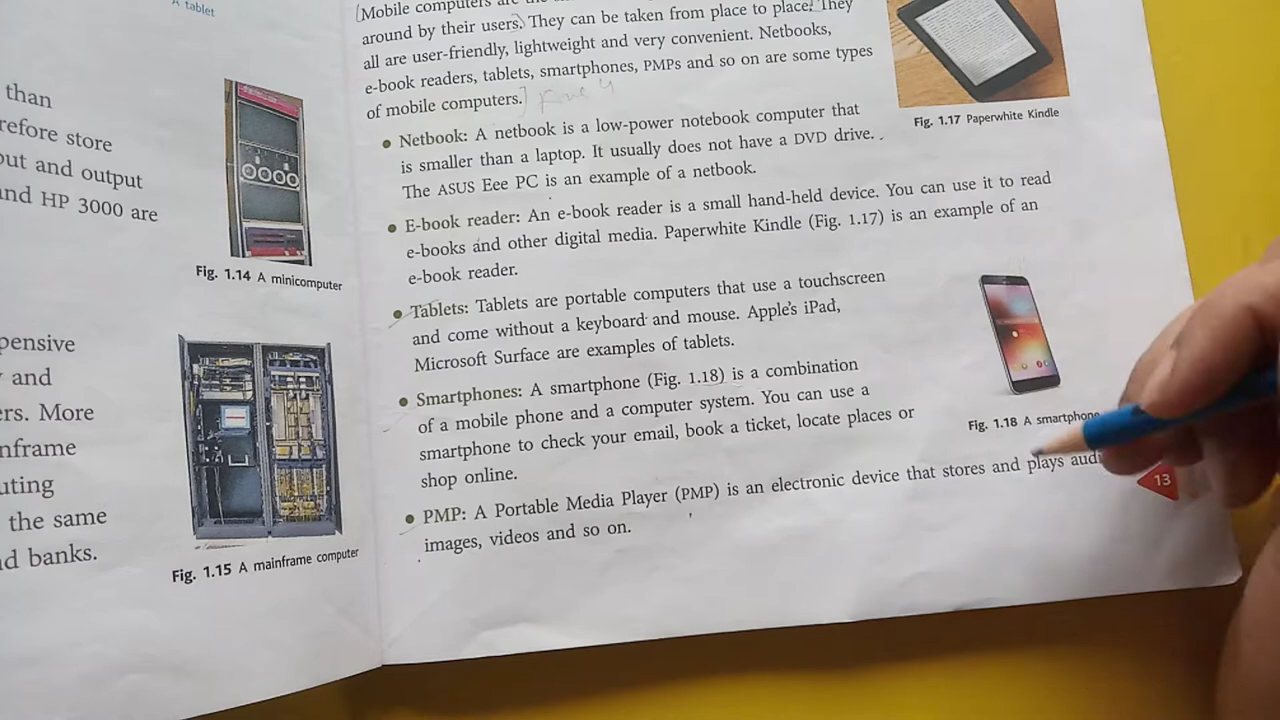 A tablet
than
refore store
out and output
and HP 3000 are
Fig. 1.14 A minicomputer
pensive
and
ers. More
nframe
uting
the same
nd banks.
Fig. 1.15 A mainframe computer
[Mobile computers are the
around by their users. They can be taken from place to place. They
all are user-friendly, lightweight and very convenient. Netbooks,
e-book readers, tablets, smartphones, PMPs and so on are some types
of mobile computers.]
Fig. 1.17 Paperwhite Kindle
• Netbook: A netbook is a low-power notebook computer that
is smaller than a laptop. It usually does not have a DVD drive.
The ASUS Eee PC is an example of a netbook.
• E-book reader: An e-book reader is a small hand-held device. You can use it to read
e-books and other digital media. Paperwhite Kindle (Fig. 1.17) is an example of an
e-book reader.
• Tablets: Tablets are portable computers that use a touchscreen
and come without a keyboard and mouse. Apple's iPad,
Microsoft Surface are examples of tablets.
• Smartphones: A smartphone (Fig. 1.18) is a combination
of a mobile phone and a computer system. You can use a
smartphone to check your email, book a ticket, locate places or
shop online.
Fig. 1.18 A smartphone
• PMP: A Portable Media Player (PMP) is an electronic device that stores and plays audi
images, videos and so on.
13